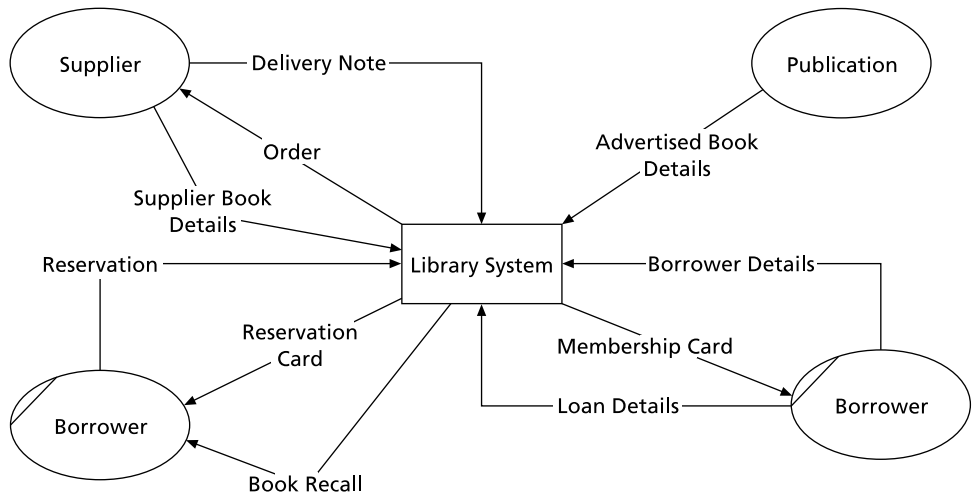 Supplier
Delivery Note
Publication
Order
Advertised Book
Details
Supplier Book
Details
Reservation
Library System
Borrower Details
Reservation
Card
Membership Card
Loan Details
Borrower
Borrower
Book Recall